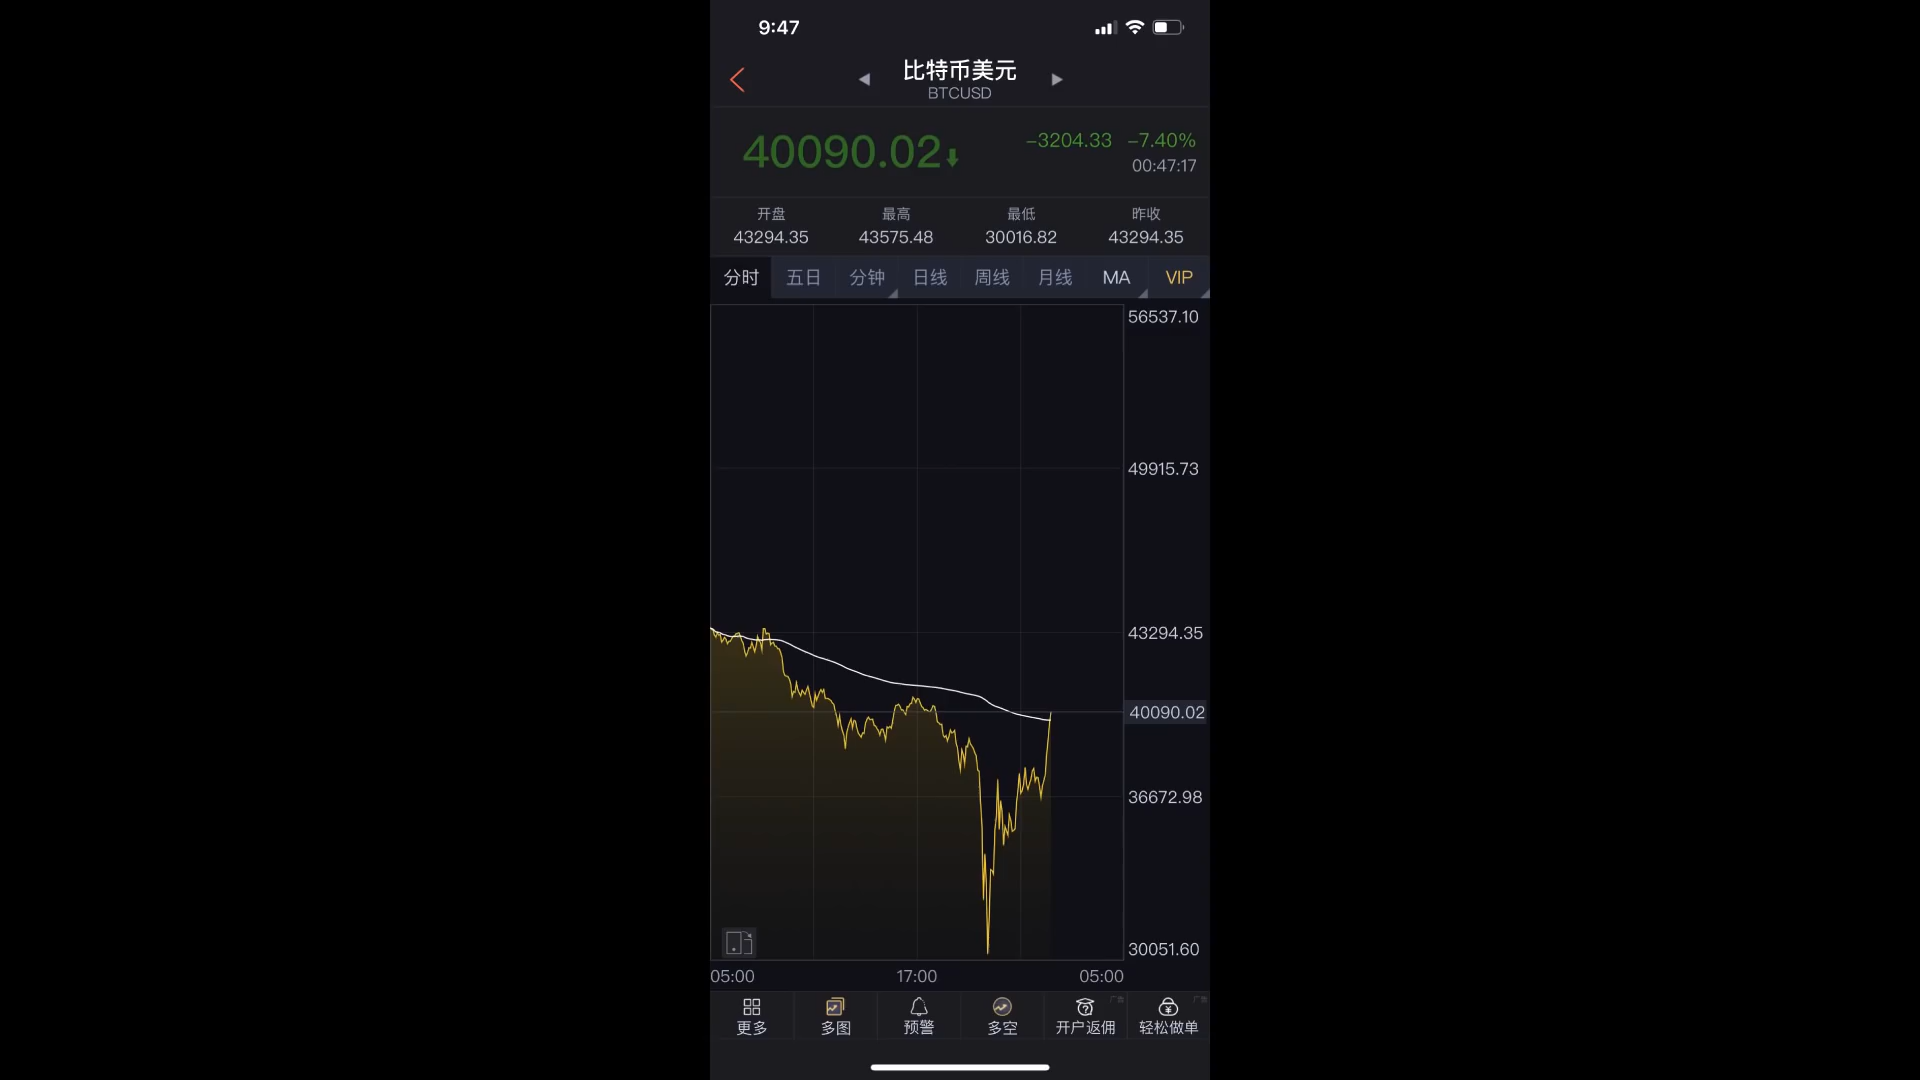 9:47
比特币美元
BTCUSD
40090.02 -3204.33 -7.40%
00:47:17
开盘 最高 最低 昨收
43294.35 43575.48 30016.82 43294.35
分时 五日 分钟 日线 周线 月线 MA VIP
56537.10
49915.73
43294.35
40090.02
36672.98
30051.60
05:00 17:00 05:00
更多 多图 预警 多空 开户返佣 轻松做单